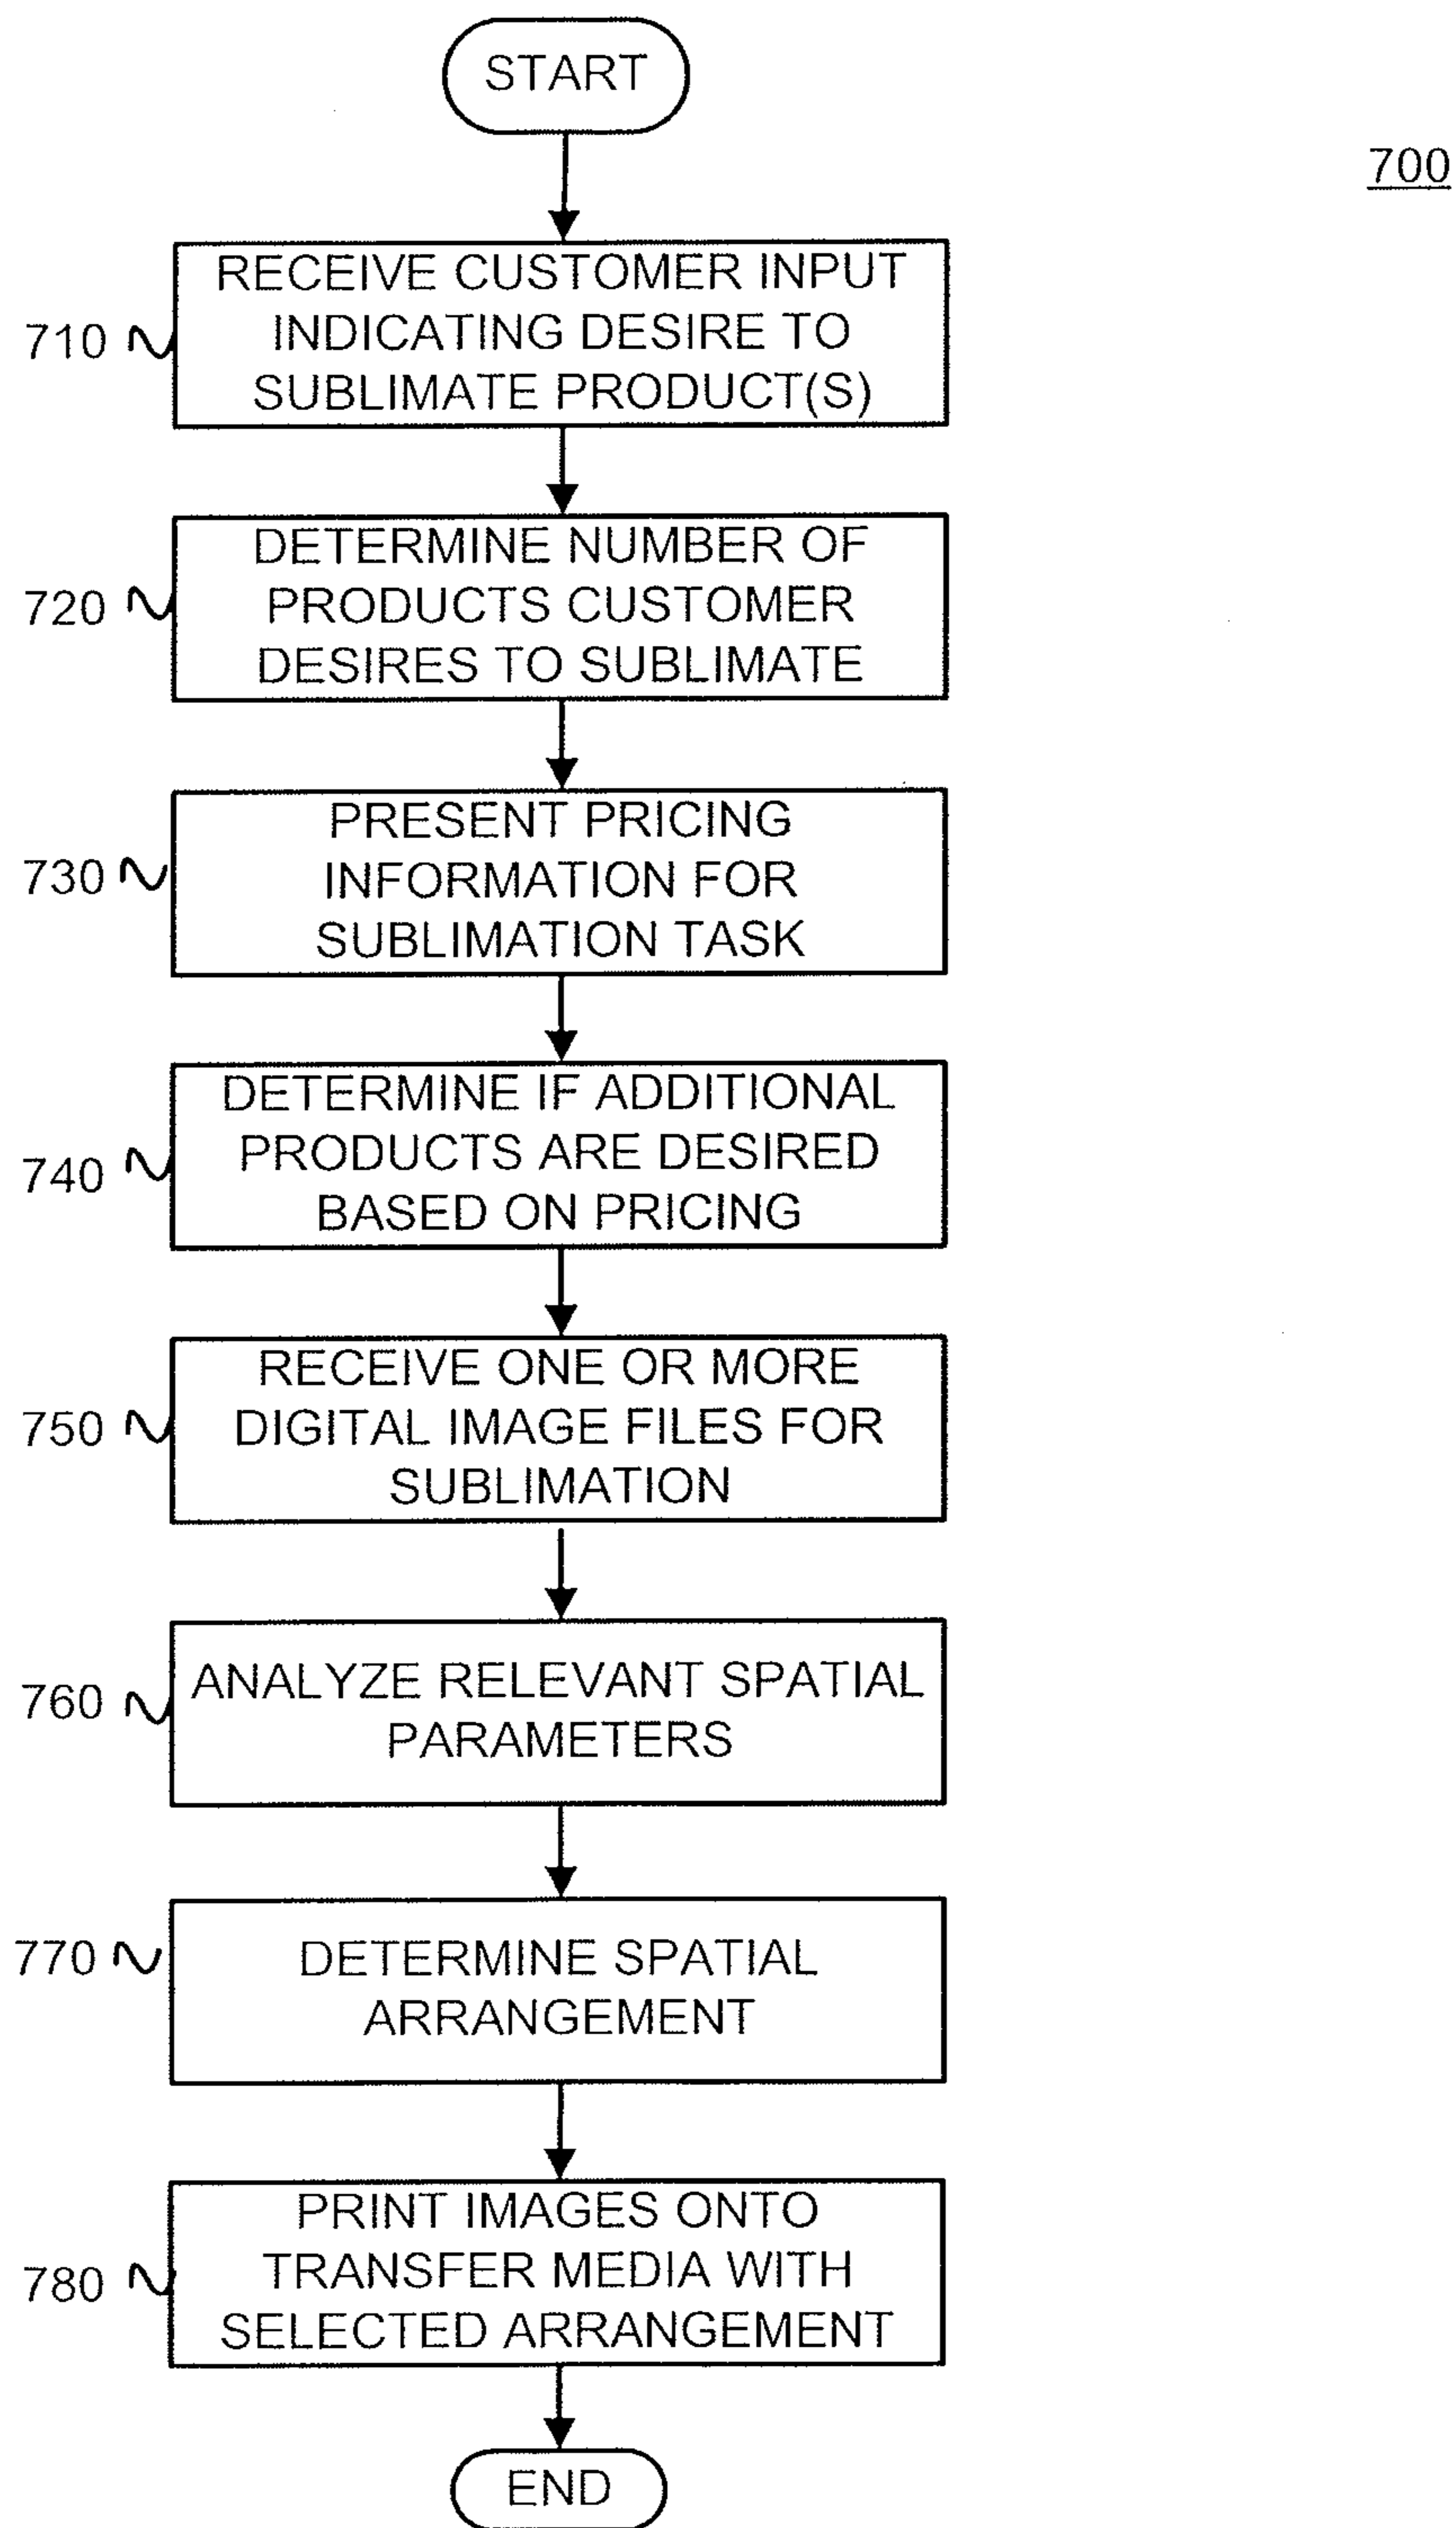 START
700
RECEIVE CUSTOMER INPUT
INDICATING DESIRE TO
SUBLIMATE PRODUCT(S)
710
DETERMINE NUMBER OF
PRODUCTS CUSTOMER
DESIRES TO SUBLIMATE
720
PRESENT PRICING
INFORMATION FOR
SUBLIMATION TASK
730
DETERMINE IF ADDITIONAL
PRODUCTS ARE DESIRED
BASED ON PRICING
740
RECEIVE ONE OR MORE
DIGITAL IMAGE FILES FOR
SUBLIMATION
750
ANALYZE RELEVANT SPATIAL
PARAMETERS
760
DETERMINE SPATIAL
ARRANGEMENT
770
PRINT IMAGES ONTO
TRANSFER MEDIA WITH
SELECTED ARRANGEMENT
780
END